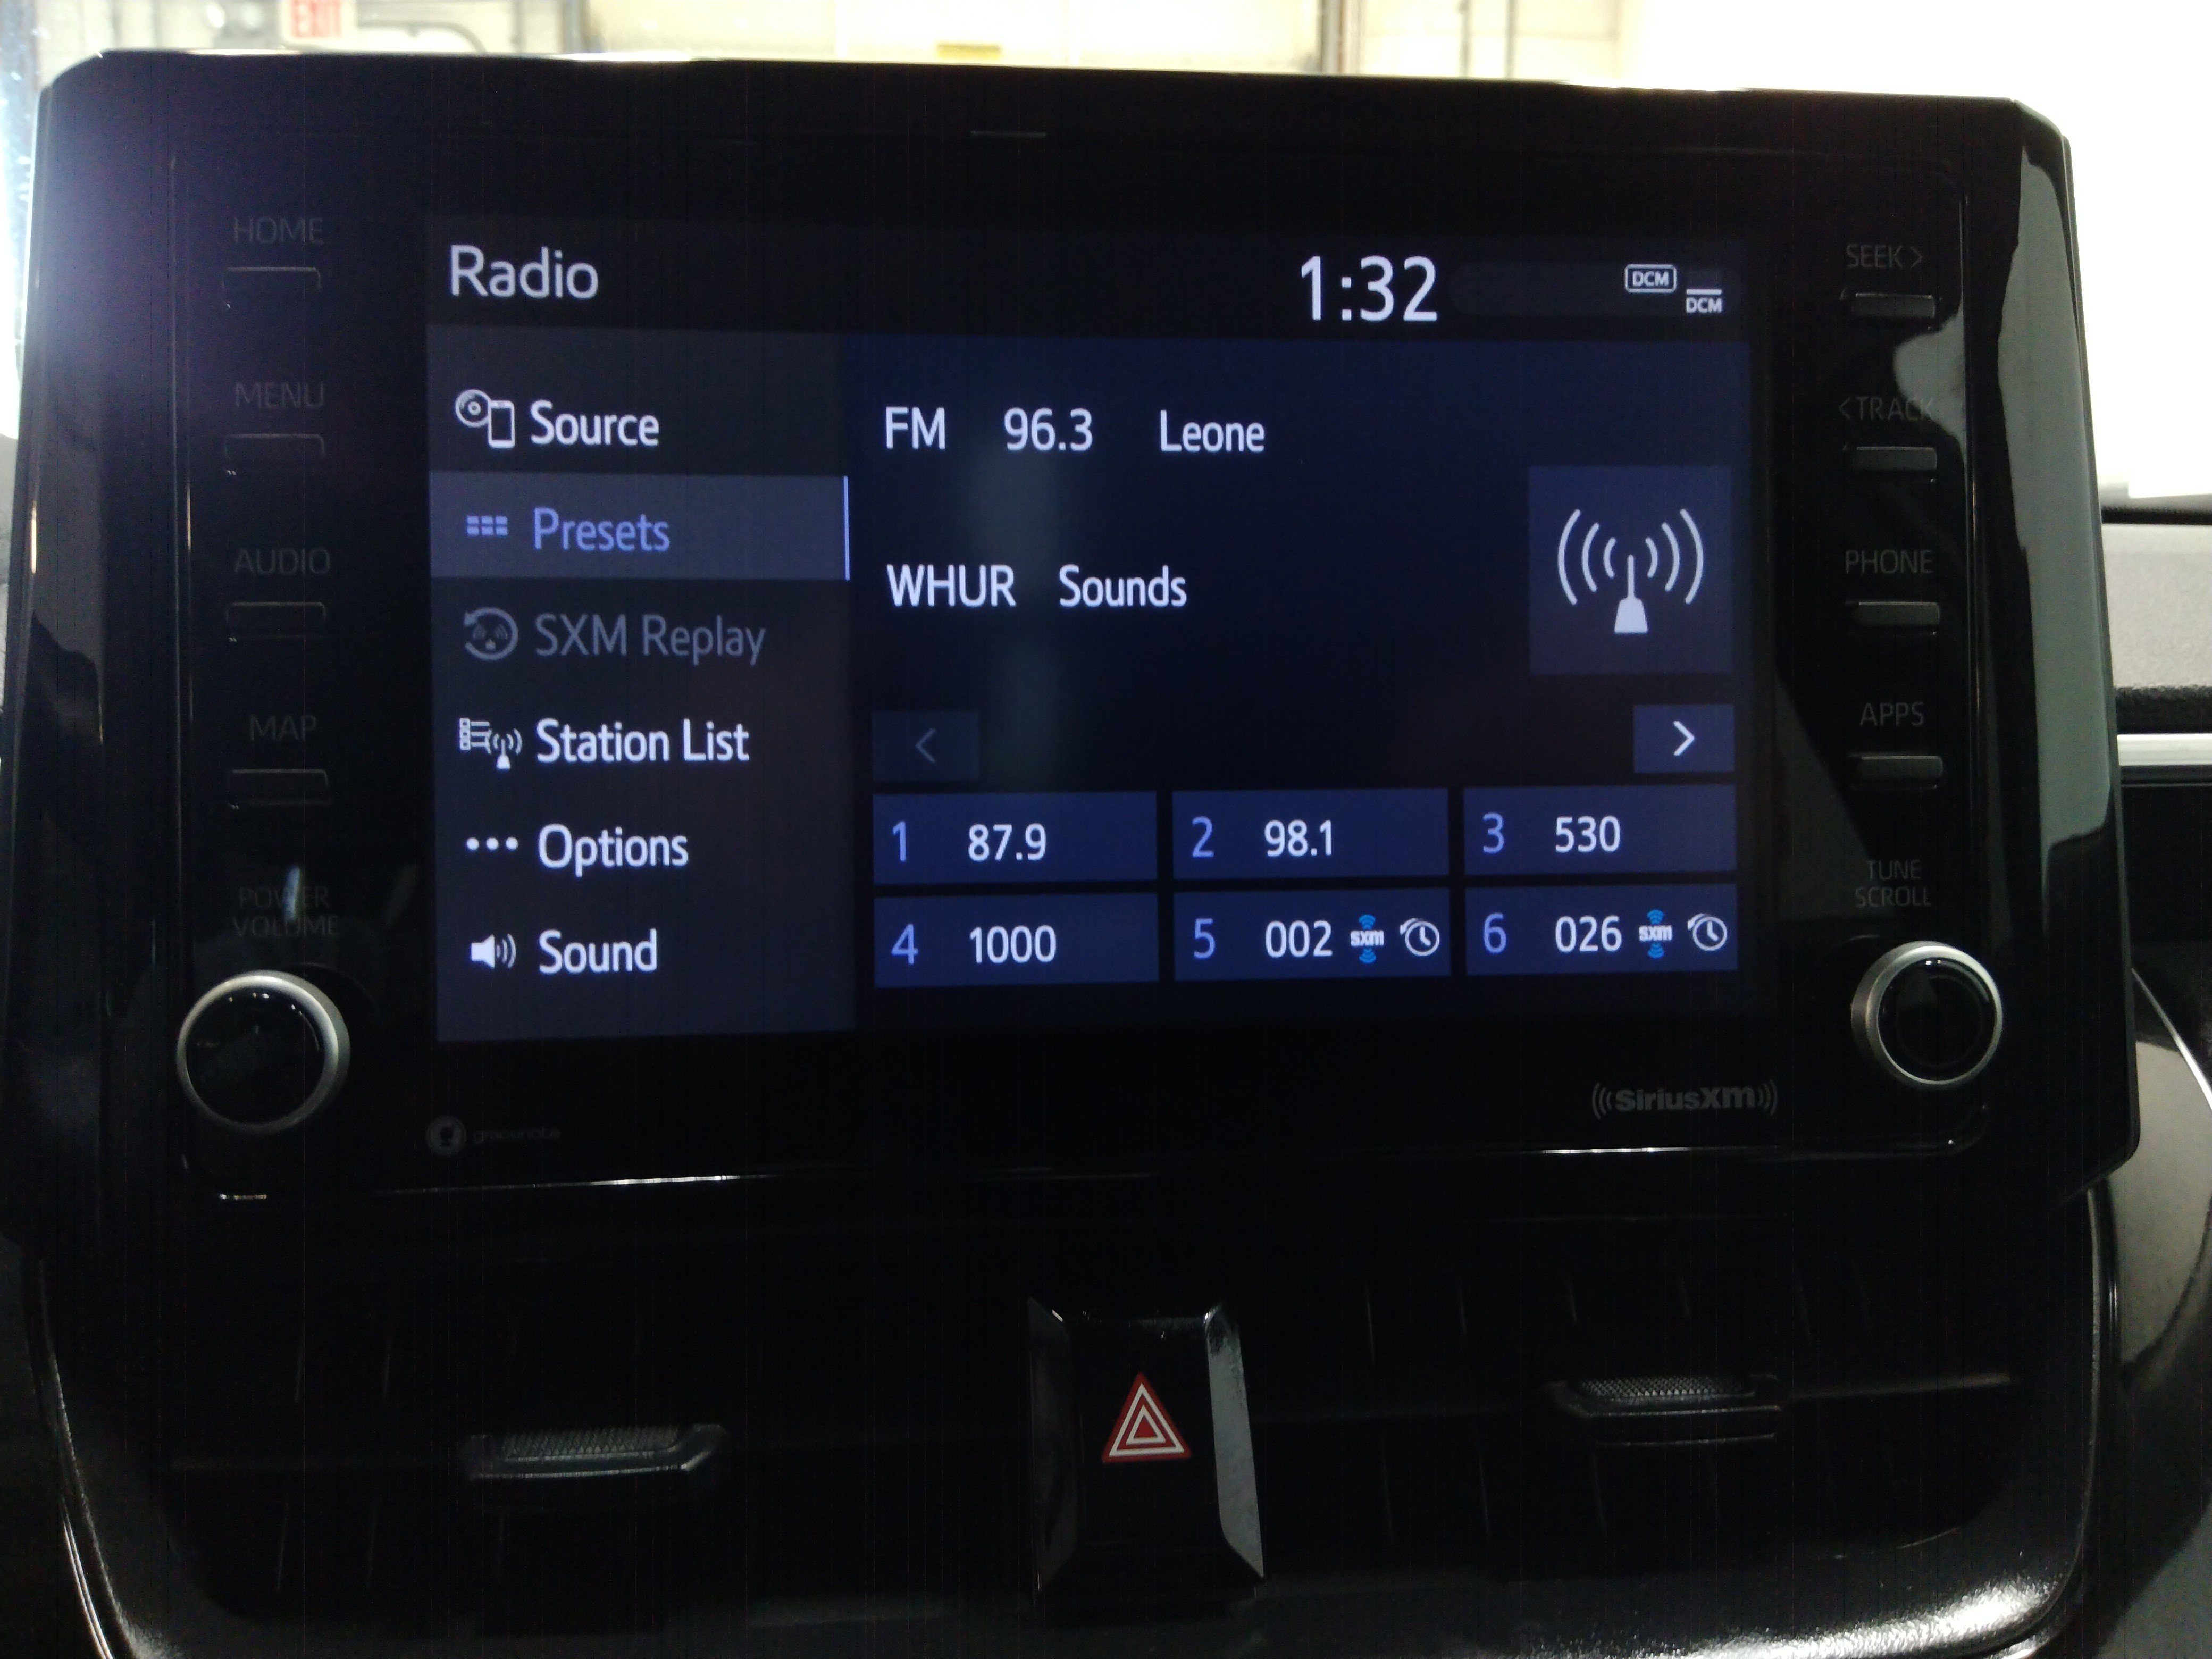 EXIT
HOME
Radio
1:32
DCM
DCM
SEEK >
MENU
Source
FM 96.3 Leone
< TRACK
Presets
AUDIO
WHUR Sounds
PHONE
SXM Replay
MAP
Station List
<
>
APPS
Options
1 87.9
2 98.1
3 530
POWER
VOLUME
TUNE
SCROLL
Sound
4 1000
5 002 sxm
6 026 sxm
gracenote
SiriusXM